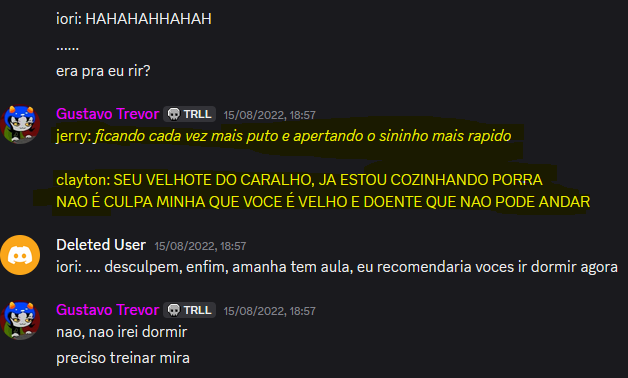 iori: HAHAHAHHAHAH
......
era pra eu rir?
Gustavo Trevor TRLL 15/08/2022, 18:57
jerry: ficando cada vez mais puto e apertando o sininho mais rapido
clayton: SEU VELHOTE DO CARALHO, JA ESTOU COZINHANDO PORRA
NAO É CULPA MINHA QUE VOCE É VELHO E DOENTE QUE NAO PODE ANDAR
Deleted User 15/08/2022, 18:57
iori: .... desculpem, enfim, amanha tem aula, eu recomendaria voces ir dormir agora
Gustavo Trevor TRLL 15/08/2022, 18:57
nao, nao irei dormir
preciso treinar mira